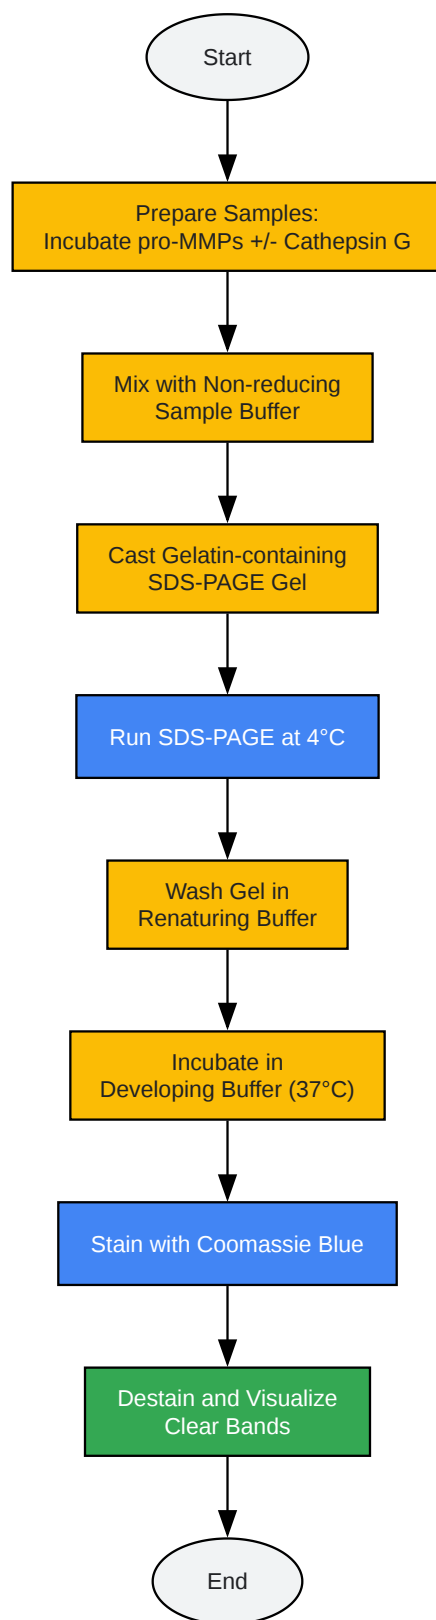 Start
Prepare Samples:
Incubate pro-MMPs +/- Cathepsin G
Mix with Non-reducing
Sample Buffer
Cast Gelatin-containing
SDS-PAGE Gel
Run SDS-PAGE at 4°C
Wash Gel in
Renaturing Buffer
Incubate in
Developing Buffer (37°C)
Stain with Coomassie Blue
Destain and Visualize
Clear Bands
End